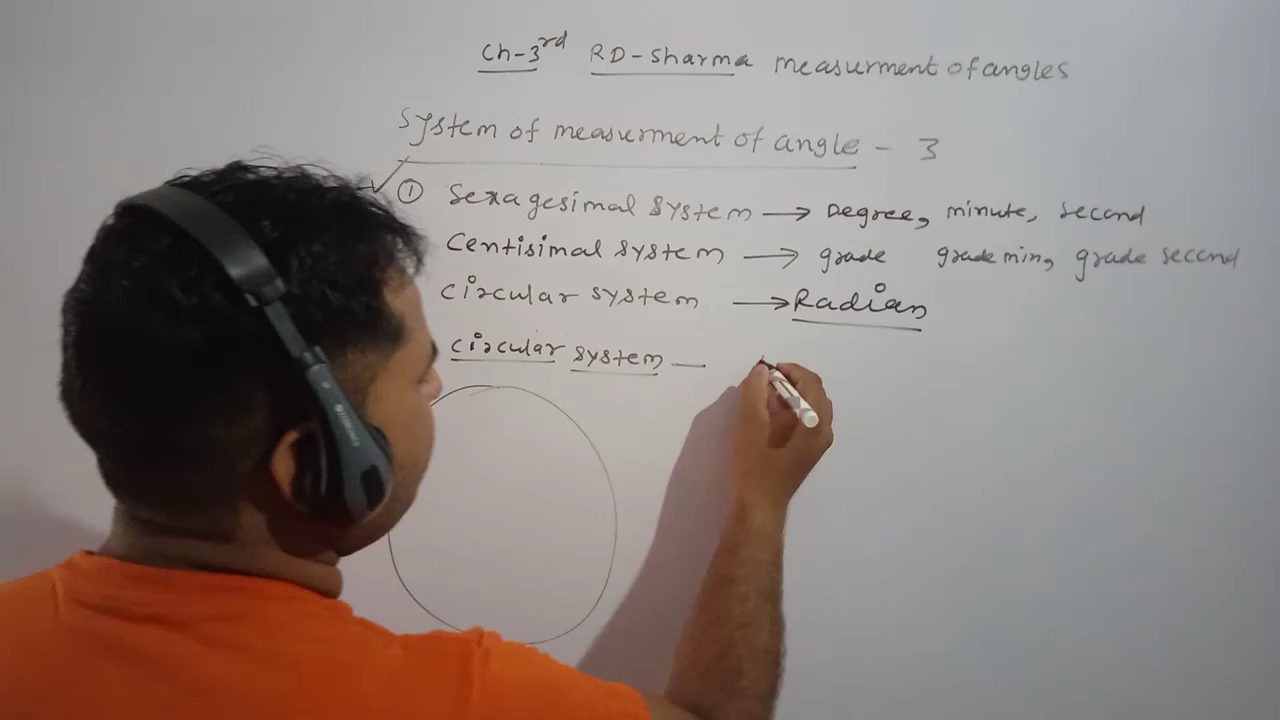 Ch-3rd RD-Sharma measurment of angles
System of measurment of angle - 3
① Sexagesimal system → Degree, minute, second
Centisimal system → grade grade min, grade second
Circular system → Radian
Circular system —